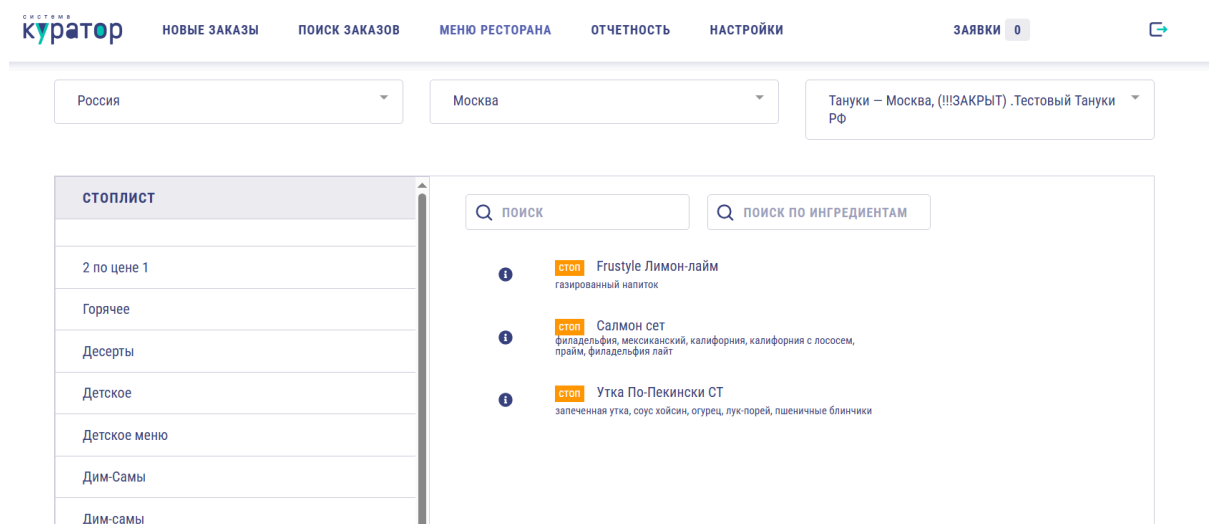 система
куратор
НОВЫЕ ЗАКАЗЫ
ПОИСК ЗАКАЗОВ
МЕНЮ РЕСТОРАНА
ОТЧЕТНОСТЬ
НАСТРОЙКИ
ЗАЯВКИ 0
Россия
Москва
Тануки — Москва, (!!!ЗАКРЫТ) .Тестовый Тануки
РФ
СТОПЛИСТ
2 по цене 1
Горячее
Десерты
Детское
Детское меню
Дим-Самы
Дим-самы
ПОИСК
ПОИСК ПО ИНГРЕДИЕНТАМ
СТОП Frustyle Лимон-лайм
газированный напиток
СТОП Салмон сет
филадельфия, мексиканский, калифорния, калифорния с лососем,
прайм, филадельфия лайт
СТОП Утка По-Пекински СТ
запеченная утка, соус хойсин, огурец, лук-порей, пшеничные блинчики